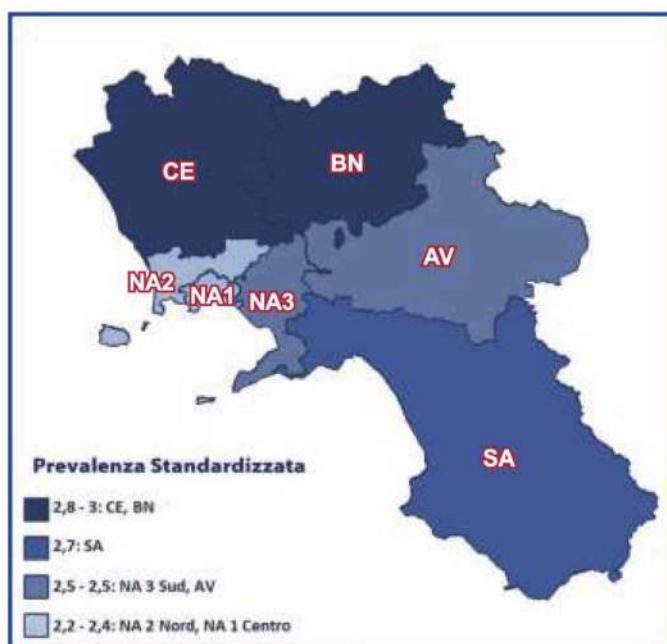 CE
BN
AV
NA2
NA1
NA3
SA
Prevalenza Standardizzata
2,8 - 3: CE, BN
2,7: SA
2,5 - 2,5: NA 3 Sud, AV
2,2 - 2,4: NA 2 Nord, NA 1 Centro